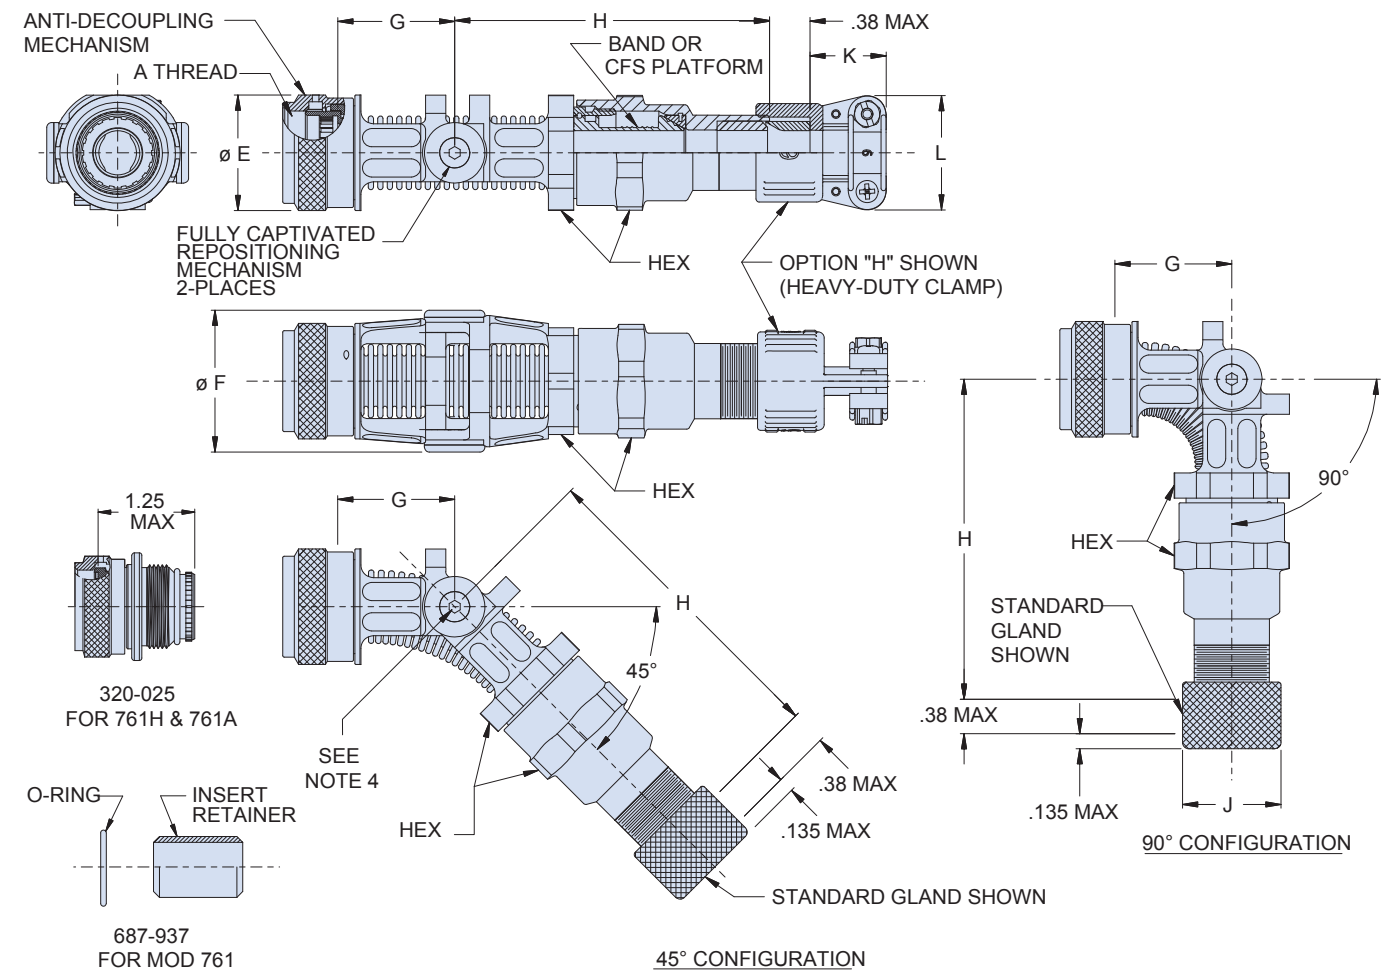 ANTI-DECOUPLING
MECHANISM
A THREAD
G
H
.38 MAX
BAND OR
CFS PLATFORM
K
ø E
L
6
FULLY CAPTIVATED
REPOSITIONING
MECHANISM
2-PLACES
HEX
OPTION "H" SHOWN
(HEAVY-DUTY CLAMP)
ø F
HEX
G
90°
H
HEX
STANDARD
GLAND
SHOWN
.38 MAX
.135 MAX
J
90° CONFIGURATION
1.25
MAX
320-025
FOR 761H & 761A
G
H
45°
SEE
NOTE 4
HEX
.38 MAX
.135 MAX
STANDARD GLAND SHOWN
45° CONFIGURATION
O-RING
INSERT
RETAINER
687-937
FOR MOD 761